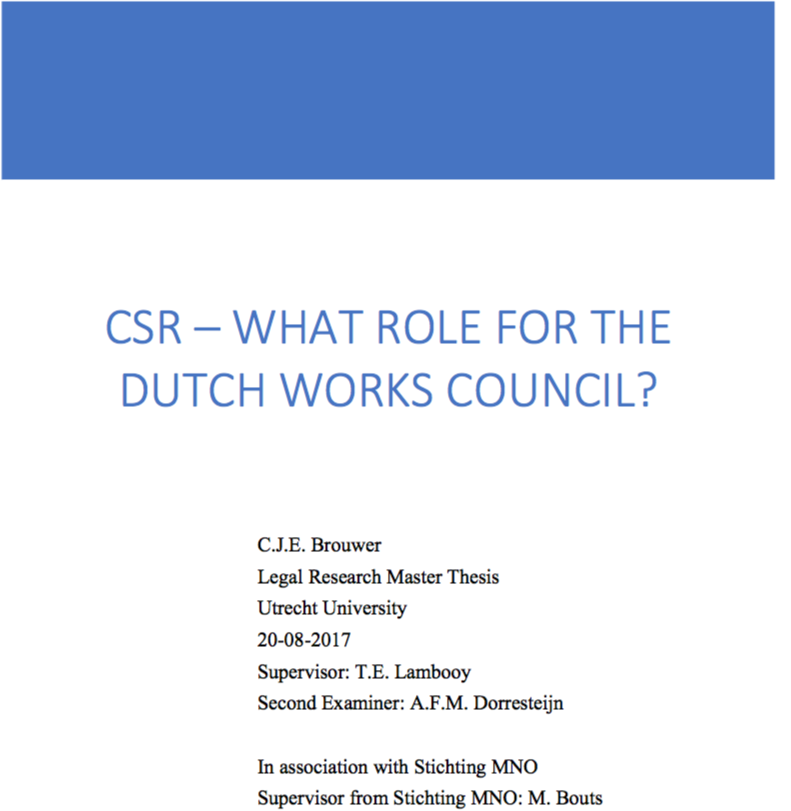 CSR – WHAT ROLE FOR THE
DUTCH WORKS COUNCIL?
C.J.E. Brouwer
Legal Research Master Thesis
Utrecht University
20-08-2017
Supervisor: T.E. Lambooy
Second Examiner: A.F.M. Dorresteijn
In association with Stichting MNO
Supervisor from Stichting MNO: M. Bouts